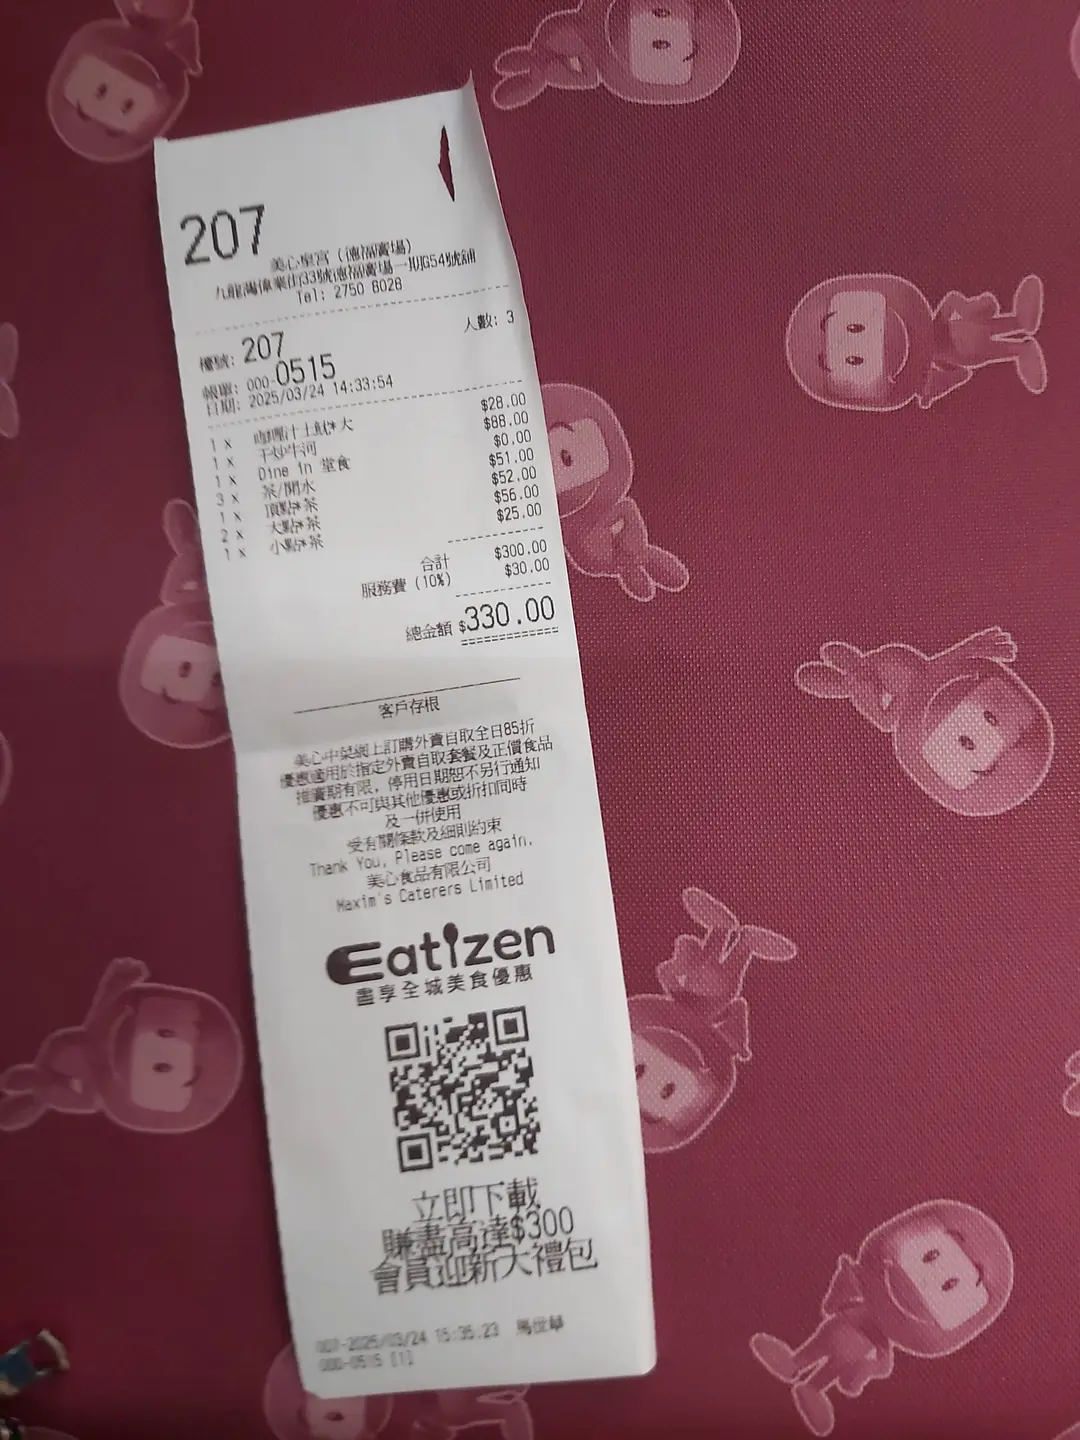 207
美心皇宮 (德福廣場)
九龍灣偉業街33號德福廣場一期G54號舖
Tel: 2750 8028
檯號: 207 人數: 3
帳單: 000-0515
日期: 2025/03/24 14:33:54
1 x 咖喱汁土魷*大 $28.00
1 x 干炒牛河 $88.00
1 x Dine in 堂食 $0.00
3 x 茶/開水 $51.00
1 x 頂點*茶 $52.00
2 x 大點*茶 $56.00
1 x 小點*茶 $25.00
合計 $300.00
服務費 (10%) $30.00
總金額 $330.00
客戶存根
美心中菜網上訂購外賣自取全日85折
優惠適用於指定外賣自取套餐及正價食品
推廣期有限，停用日期恕不另行通知
優惠不可與其他優惠或折扣同時
及一併使用
受有關條款及細則約束
Thank You, Please come again.
美心食品有限公司
Maxim's Caterers Limited
Eatizen
盡享全城美食優惠
立即下載
賺盡高達$300
會員迎新大禮包
007-2025/03/24 15:35:23 馬世華
000-0515 [1]